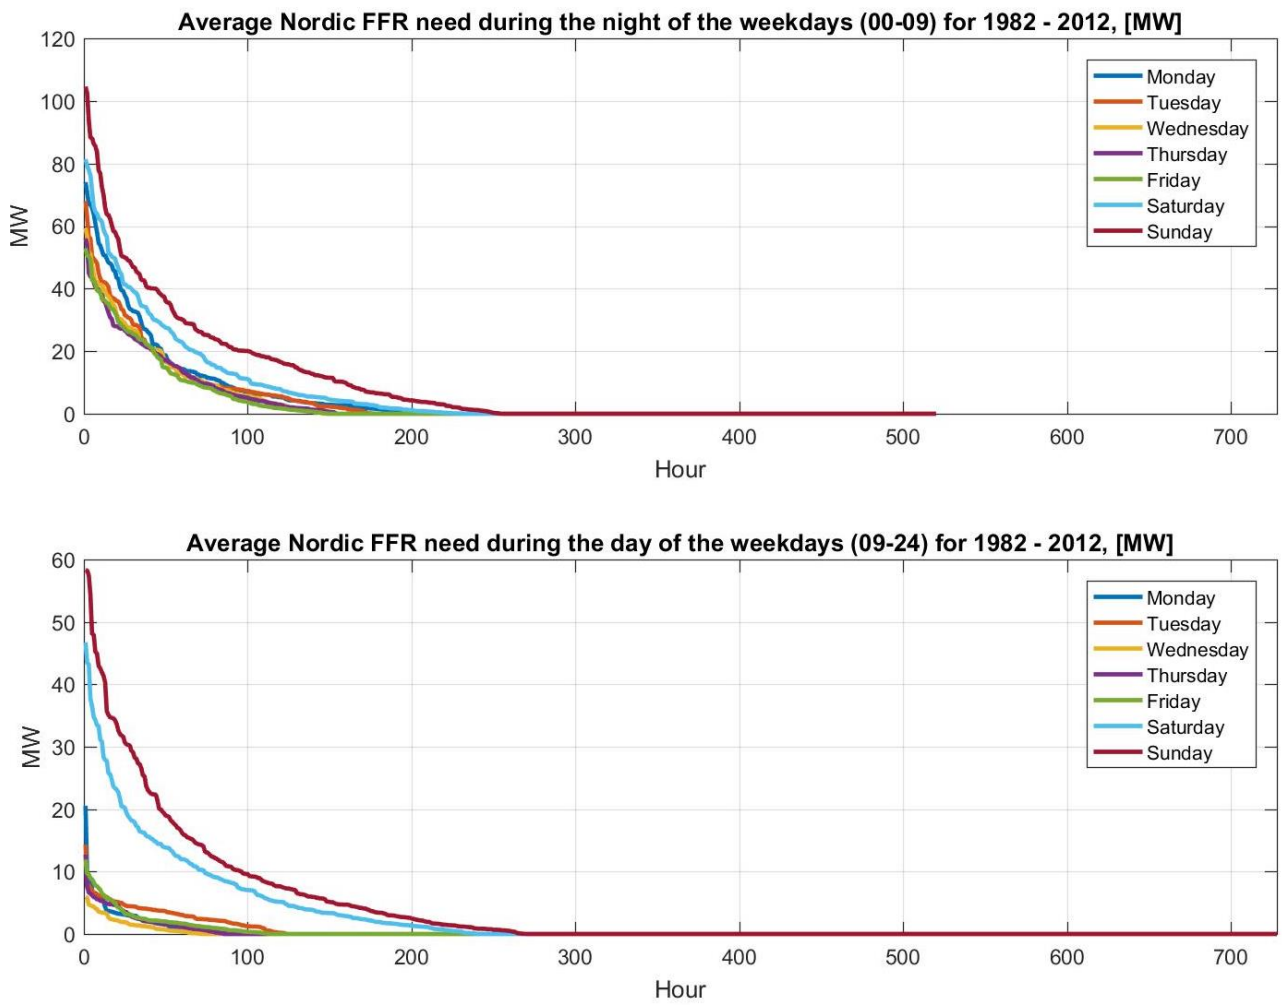 Average Nordic FFR need during the night of the weekdays (00-09) for 1982 - 2012, [MW]
120
100
80
60
40
20
0
MW
0 100 200 300 400 500 600 700
Hour
Monday
Tuesday
Wednesday
Thursday
Friday
Saturday
Sunday
Average Nordic FFR need during the day of the weekdays (09-24) for 1982 - 2012, [MW]
60
50
40
30
20
10
0
MW
0 100 200 300 400 500 600 700
Hour
Monday
Tuesday
Wednesday
Thursday
Friday
Saturday
Sunday